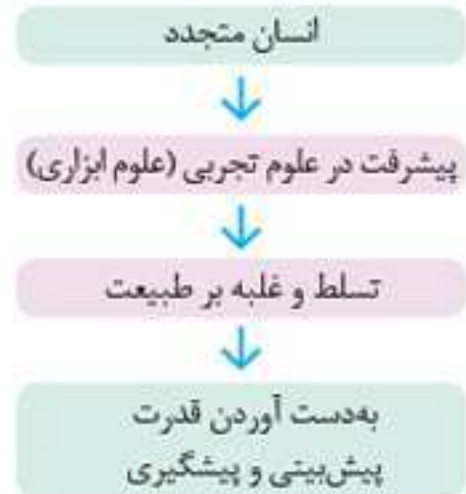 انسان متجدد
پیشرفت در علوم تجربی (علوم ابزاری)
تسلط و غلبه بر طبیعت
به‌دست آوردن قدرت
پیش‌بینی و پیشگیری